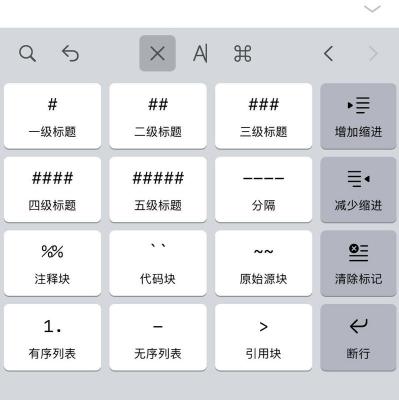 A
# ## ###
一级标题 二级标题 三级标题 增加缩进
#### ##### ----
四级标题 五级标题 分隔 减少缩进
%% `` ~~
注释块 代码块 原始源块 清除标记
1. - >
有序列表 无序列表 引用块 断行